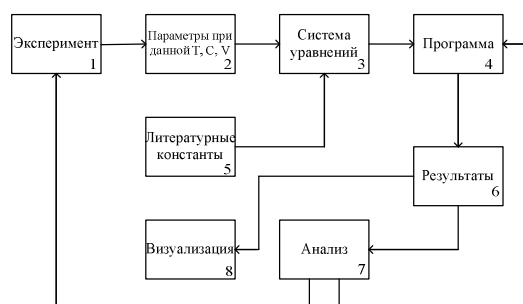 Эксперимент
1
Параметры при
данной T, C, V
2
Система
уравнений
3
Программа
4
Литературные
константы
5
Результаты
6
Визуализация
8
Анализ
7